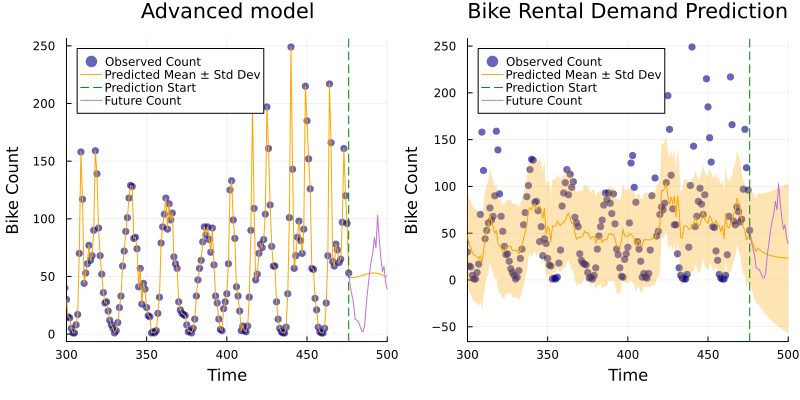 Advanced model
Bike Count
250
200
150
100
50
0
Observed Count
Predicted Mean ± Std Dev
Prediction Start
Future Count
300
350
400
450
500
Time
Bike Rental Demand Prediction
Bike Count
250
200
150
100
50
0
−50
Observed Count
Predicted Mean ± Std Dev
Prediction Start
Future Count
300
350
400
450
500
Time